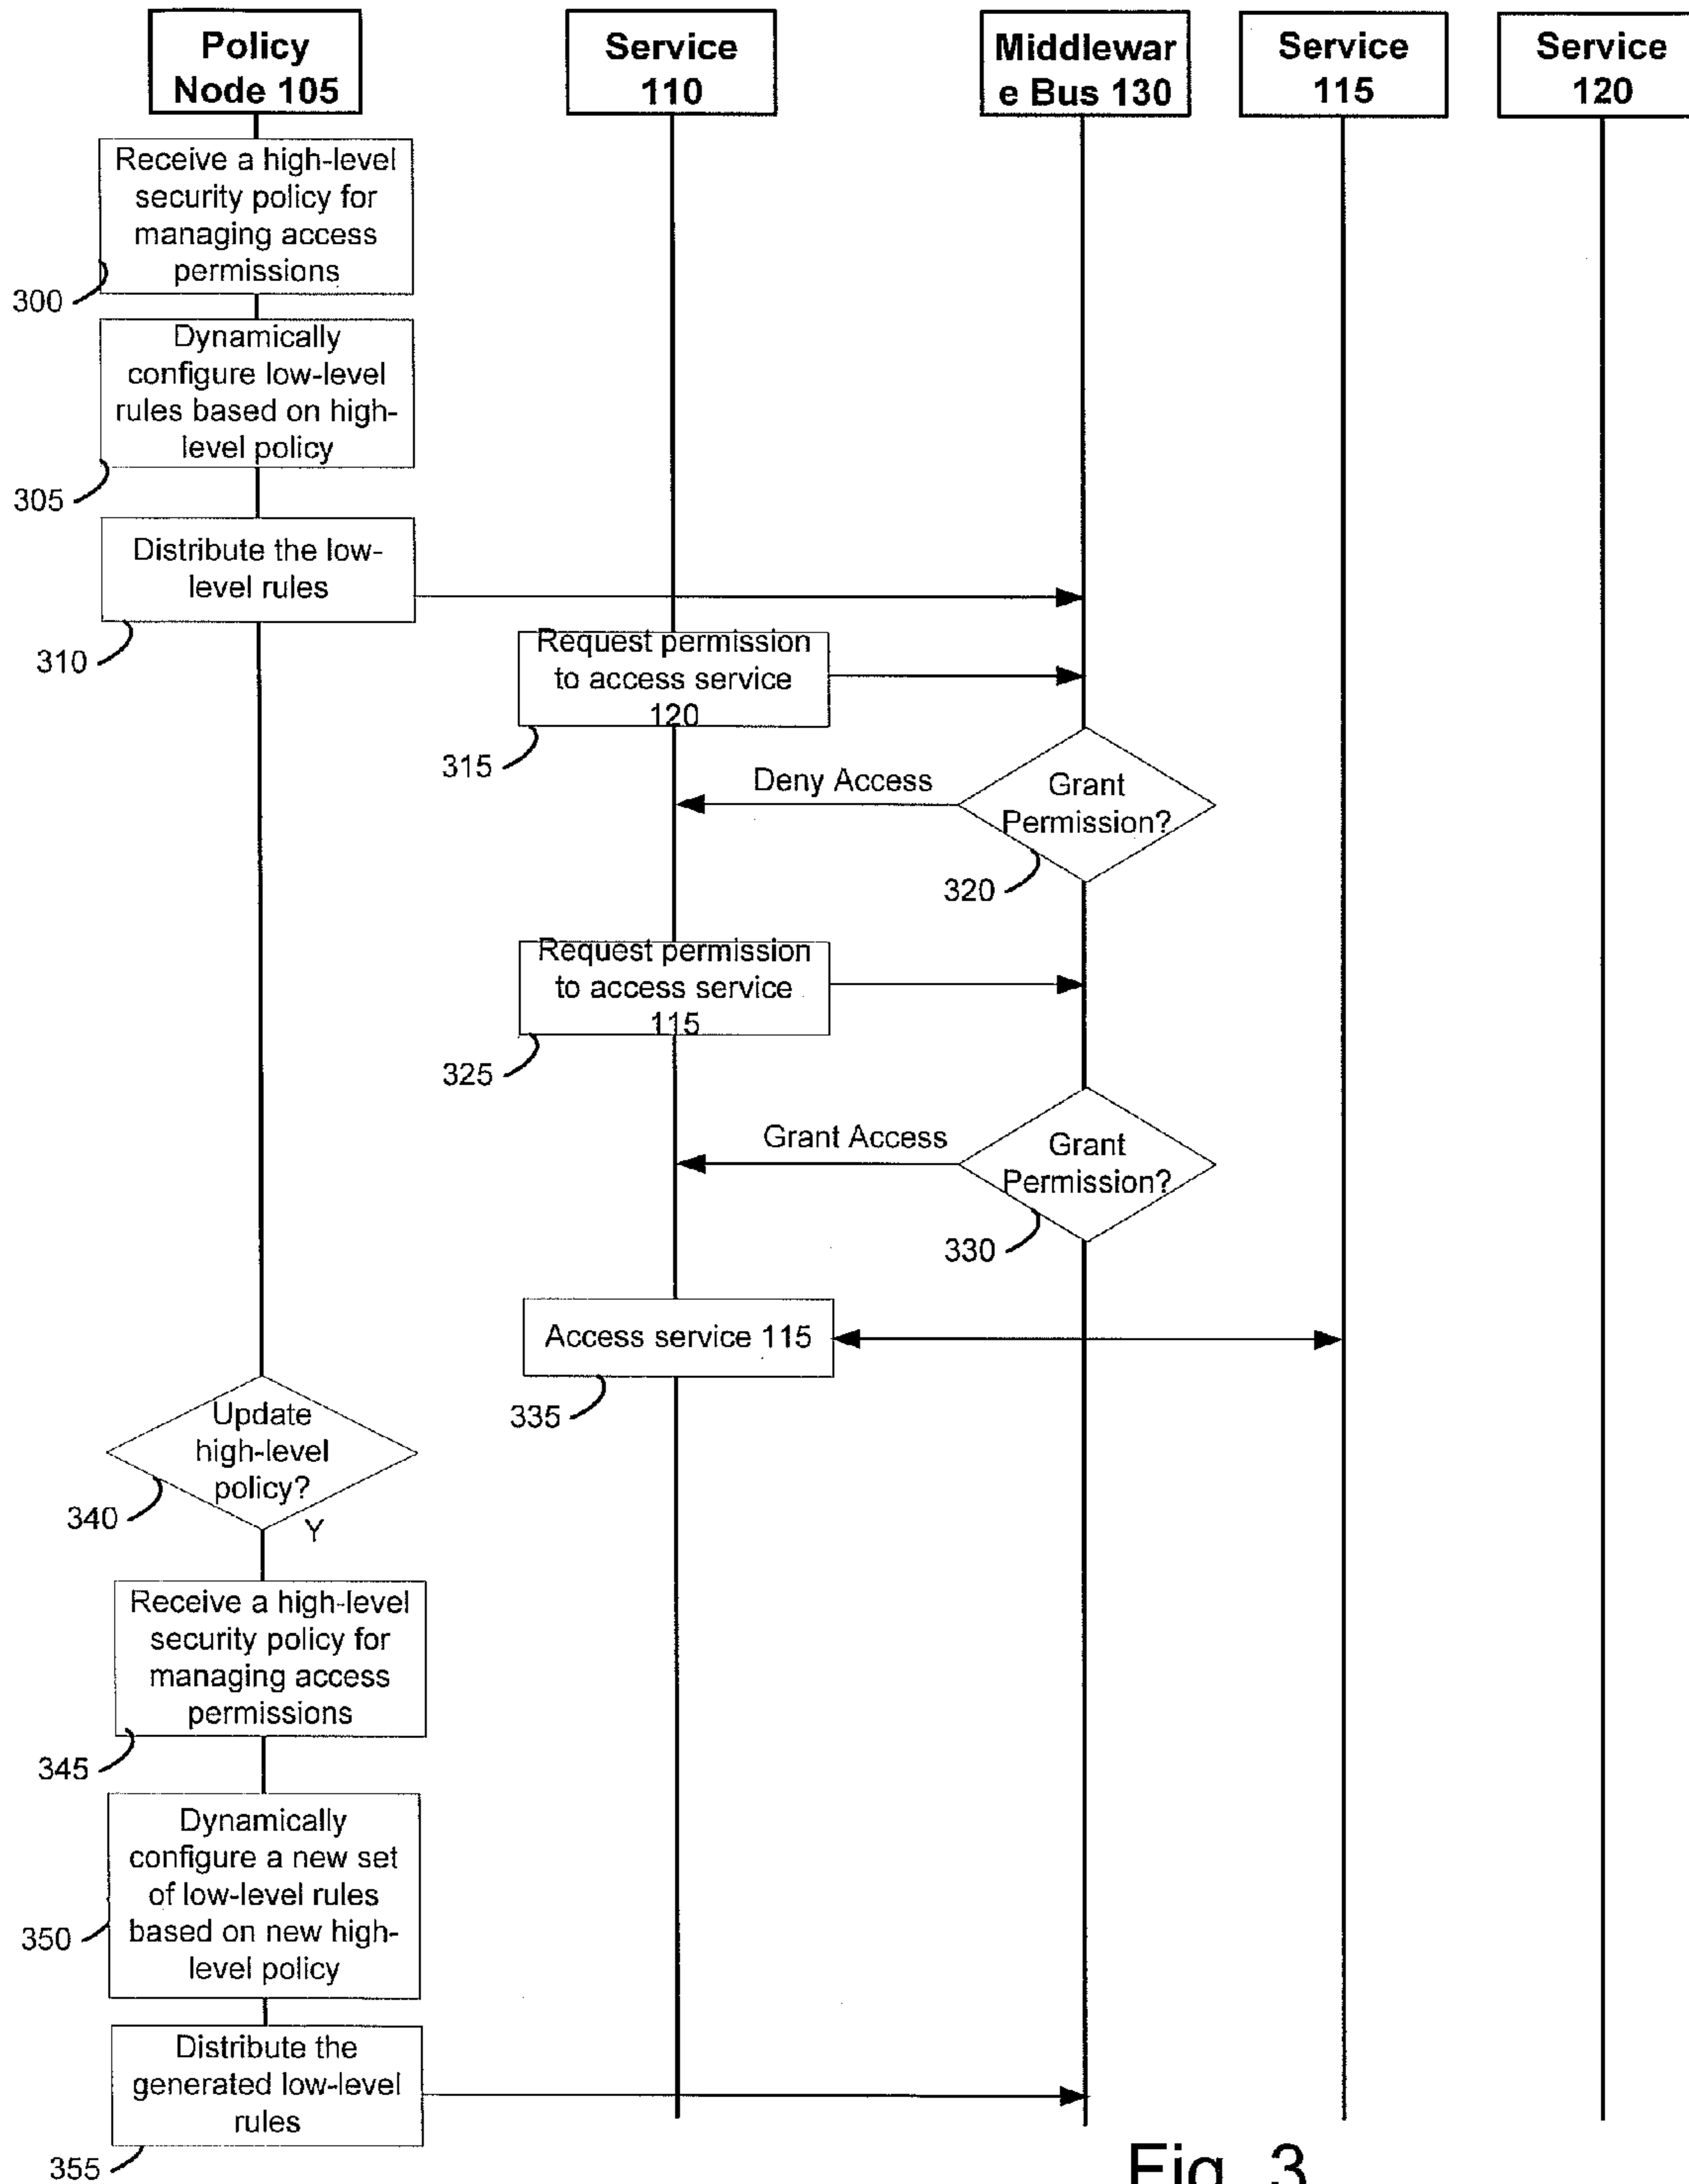 Policy
Node 105
Service
110
Middlewar
e Bus 130
Service
115
Service
120
Receive a high-level
security policy for
managing access
permissions
300
Dynamically
configure low-level
rules based on high-
level policy
305
Distribute the low-
level rules
310
Request permission
to access service
120
315
Deny Access
Grant
Permission?
320
Request permission
to access service
115
325
Grant Access
Grant
Permission?
330
Access service 115
335
Update
high-level
policy?
340
Y
Receive a high-level
security policy for
managing access
permissions
345
Dynamically
configure a new set
of low-level rules
based on new high-
level policy
350
Distribute the
generated low-level
rules
355
Fig. 3